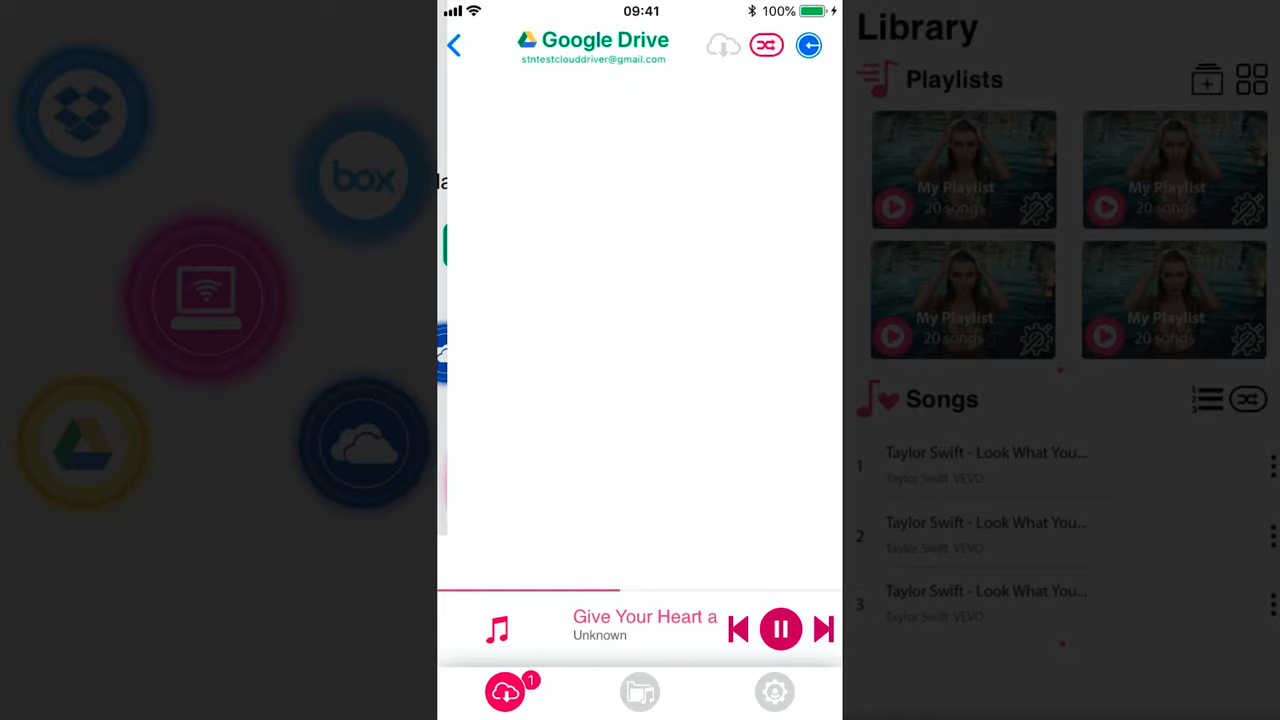 09:41
100%
Google Drive
stntestclouddriver@gmail.com
box
Give Your Heart a
Unknown
1
Library
Playlists
My Playlist
20 songs
My Playlist
20 songs
My Playlist
20 songs
My Playlist
20 songs
Songs
1
Taylor Swift - Look What You...
Taylor Swift VEVO
2
Taylor Swift - Look What You...
Taylor Swift VEVO
3
Taylor Swift - Look What You...
Taylor Swift VEVO